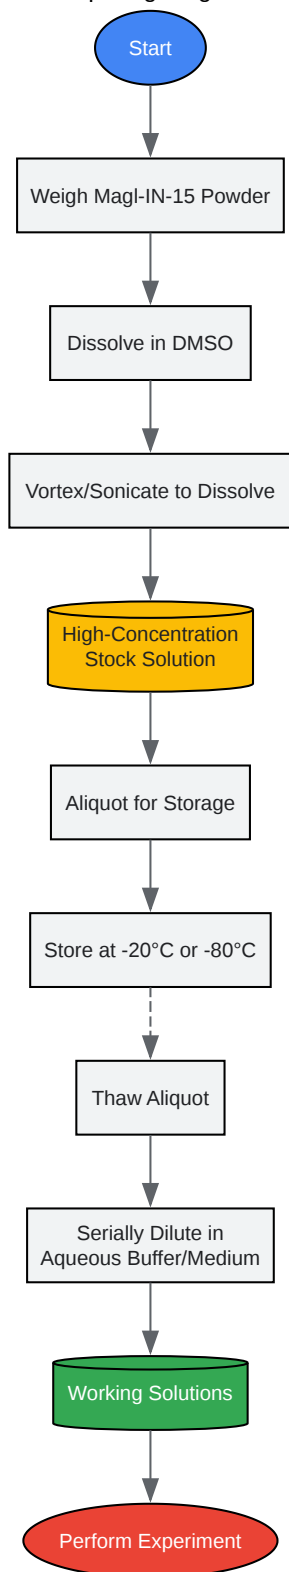 Start
Weigh Magl-IN-15 Powder
Dissolve in DMSO
Vortex/Sonicate to Dissolve
High-Concentration
Stock Solution
Aliquot for Storage
Store at -20°C or -80°C
Thaw Aliquot
Serially Dilute in
Aqueous Buffer/Medium
Working Solutions
Perform Experiment